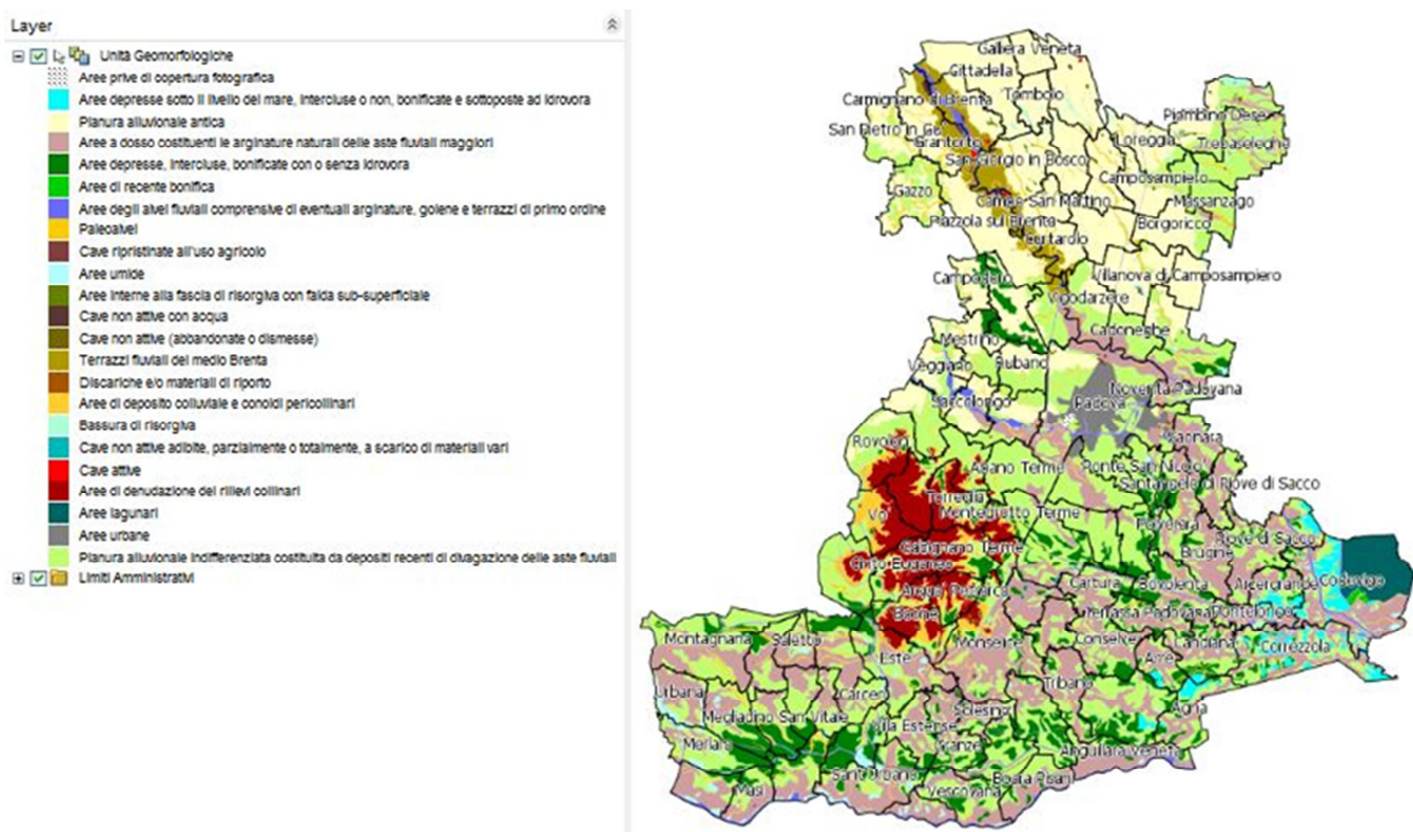 Layer
Unità Geomorfologiche
Aree prive di copertura fotografica
Aree depresse sotto il livello del mare, intercluse o non, bonificate e sottoposte ad idrovora
Planura alluvionale antica
Aree a dosso costituenti le arginature naturali delle aste fluviali maggiori
Aree depresse, intercluse, bonificate con o senza idrovora
Aree di recente bonifica
Aree degli alvei fluviali comprensive di eventuali arginature, golene e terrazzi di primo ordine
Paleoalvei
Cave ripristinate all'uso agricolo
Aree umide
Aree interne alla fascia di risorgiva con falda sub-superficiale
Cave non attive con acqua
Cave non attive (abbandonate o dismesse)
Terrazzi fluviali del medio Brenta
Discariche e/o materiali di riporto
Aree di deposito colluviale e conoidi pericollinari
Bassura di risorgiva
Cave non attive adibite, parzialmente o totalmente, a scarico di materiali vari
Cave attive
Aree di denudazione dei rilievi collinari
Aree lagunari
Aree urbane
Planura alluvionale indifferenziata costituita da depositi recenti di divagazione delle aste fluviali
Limiti Amministrativi
Galliera Veneta
Cittadella
Tombolo
Carmignano di Brenta
Piombino Dese
San Pietro in Gu
Grantorto
Loreggia
Trebaseleghe
San Giorgio in Bosco
Camposampiero
Gazzo
Campo San Martino
Massanzago
Piazzola sul Brenta
Borgoricco
Curtarolo
Campodoro
Villanova di Camposampiero
Vigodarzere
Cadoneghe
Mestrino
Veggiano
Rubano
Noventa Padovana
Saccolongo
Padova
Rovolon
Abano Terme
Ponte San Nicolò
Santangelo di Piove di Sacco
Torreglia
Vo'
Montegrotto Terme
Polverara
Piove di Sacco
Brugine
Galzignano Terme
Cinto Euganeo
Cartura
Bovolenta
Arzergrande
Codevigo
Arquà Petrarca
Baone
Terrassa Padovana
Pontelongo
Montagnana
Saletto
Monselice
Conselve
Candiana
Correzzola
Este
Arre
Urbana
Carceri
Tribano
Megliadino San Vitale
Solesino
Agna
Villa Estense
Merlara
Granze
Anguillara Veneta
Sant'Urbano
Boara Pisani
Masi
Vescovana